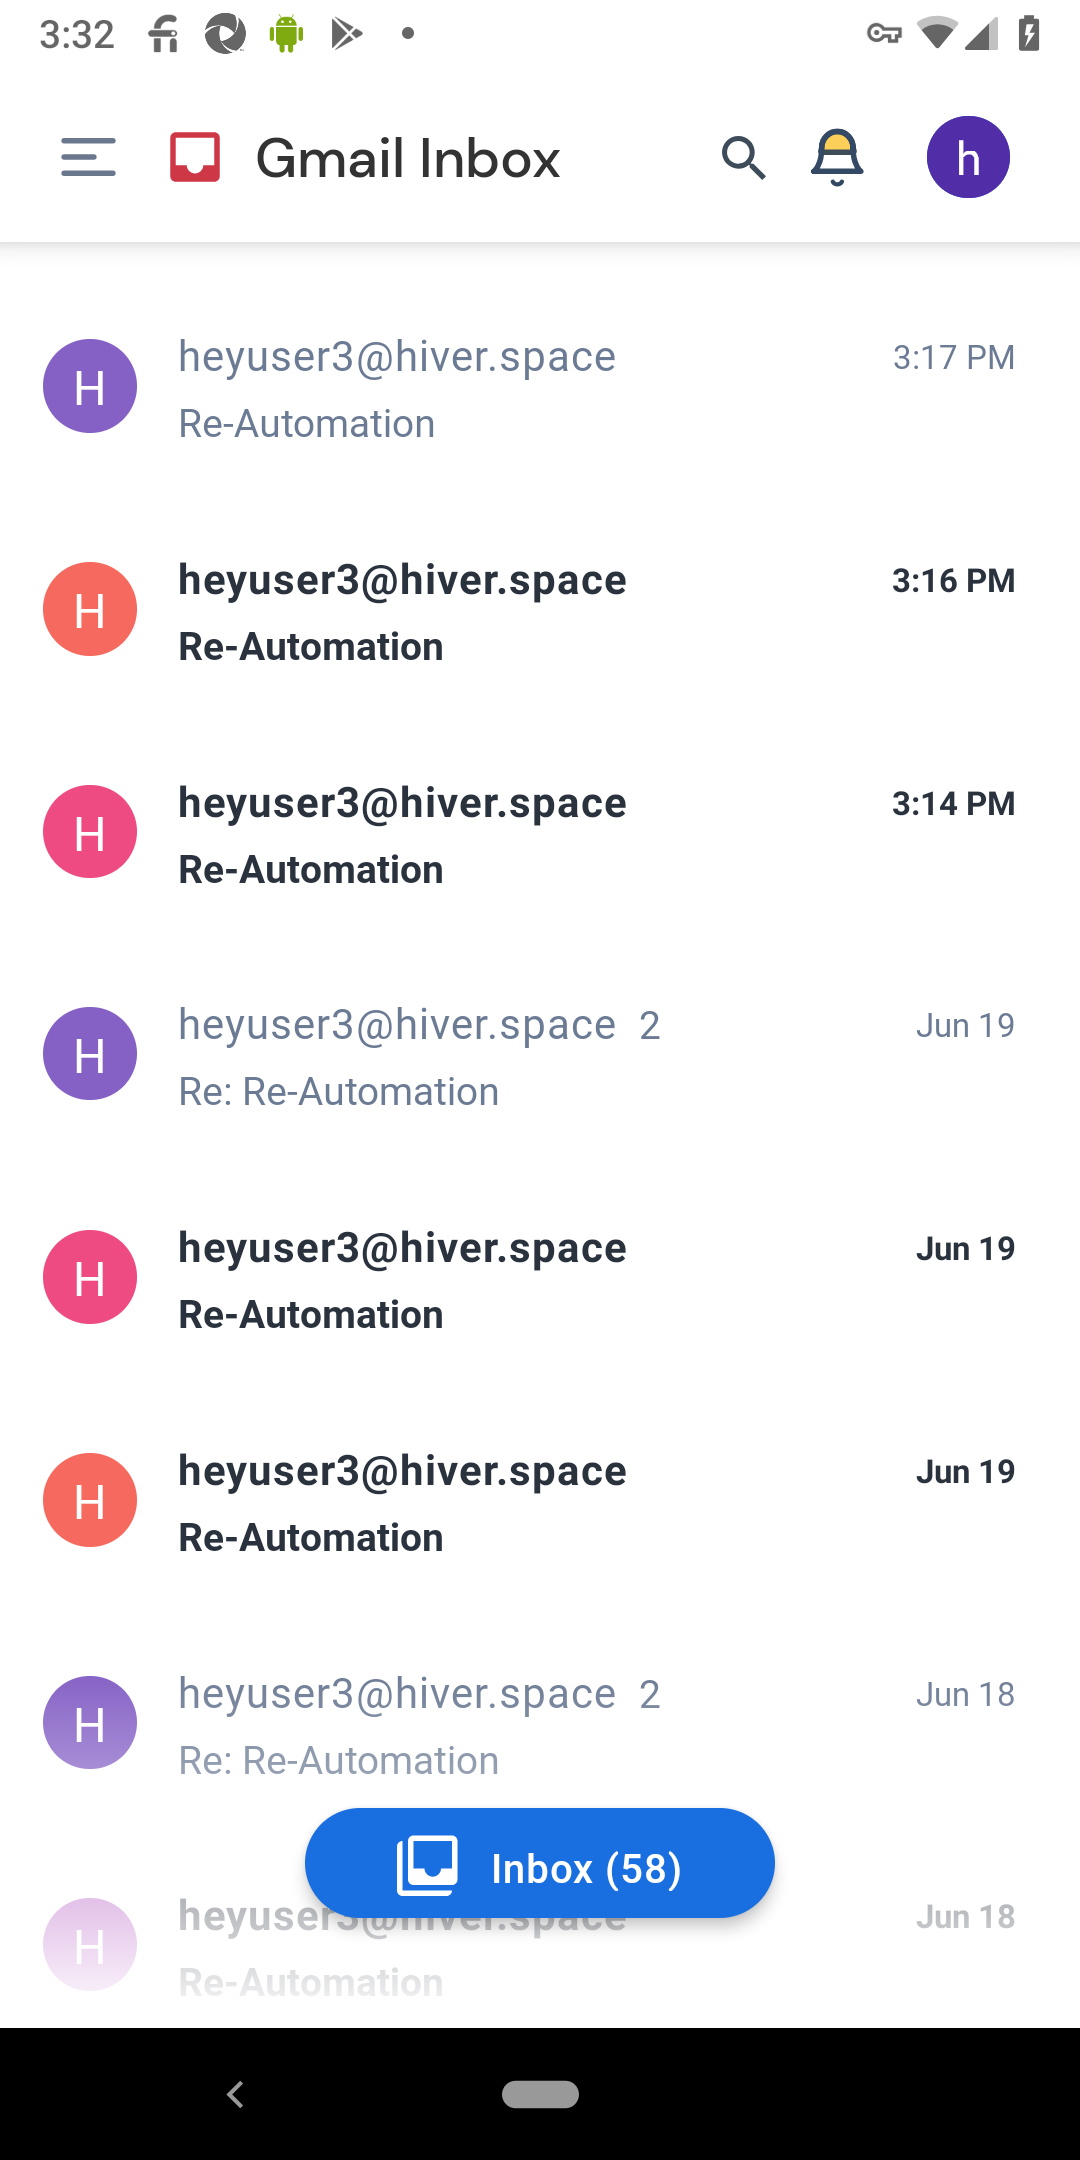 3:32
Gmail Inbox
h
H
heyuser3@hiver.space
3:17 PM
Re-Automation
H
heyuser3@hiver.space
3:16 PM
Re-Automation
H
heyuser3@hiver.space
3:14 PM
Re-Automation
H
heyuser3@hiver.space 2
Jun 19
Re: Re-Automation
H
heyuser3@hiver.space
Jun 19
Re-Automation
H
heyuser3@hiver.space
Jun 19
Re-Automation
H
heyuser3@hiver.space 2
Jun 18
Re: Re-Automation
Inbox (58)
H
heyuser3@hiver.space
Jun 18
Re-Automation